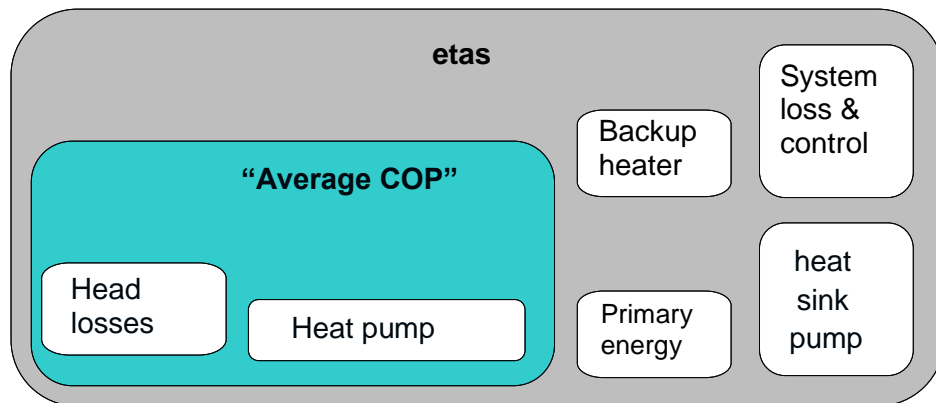 etas
System
loss &
control
Backup
heater
“Average COP”
Head
losses
Heat pump
Primary
energy
heat
sink
pump